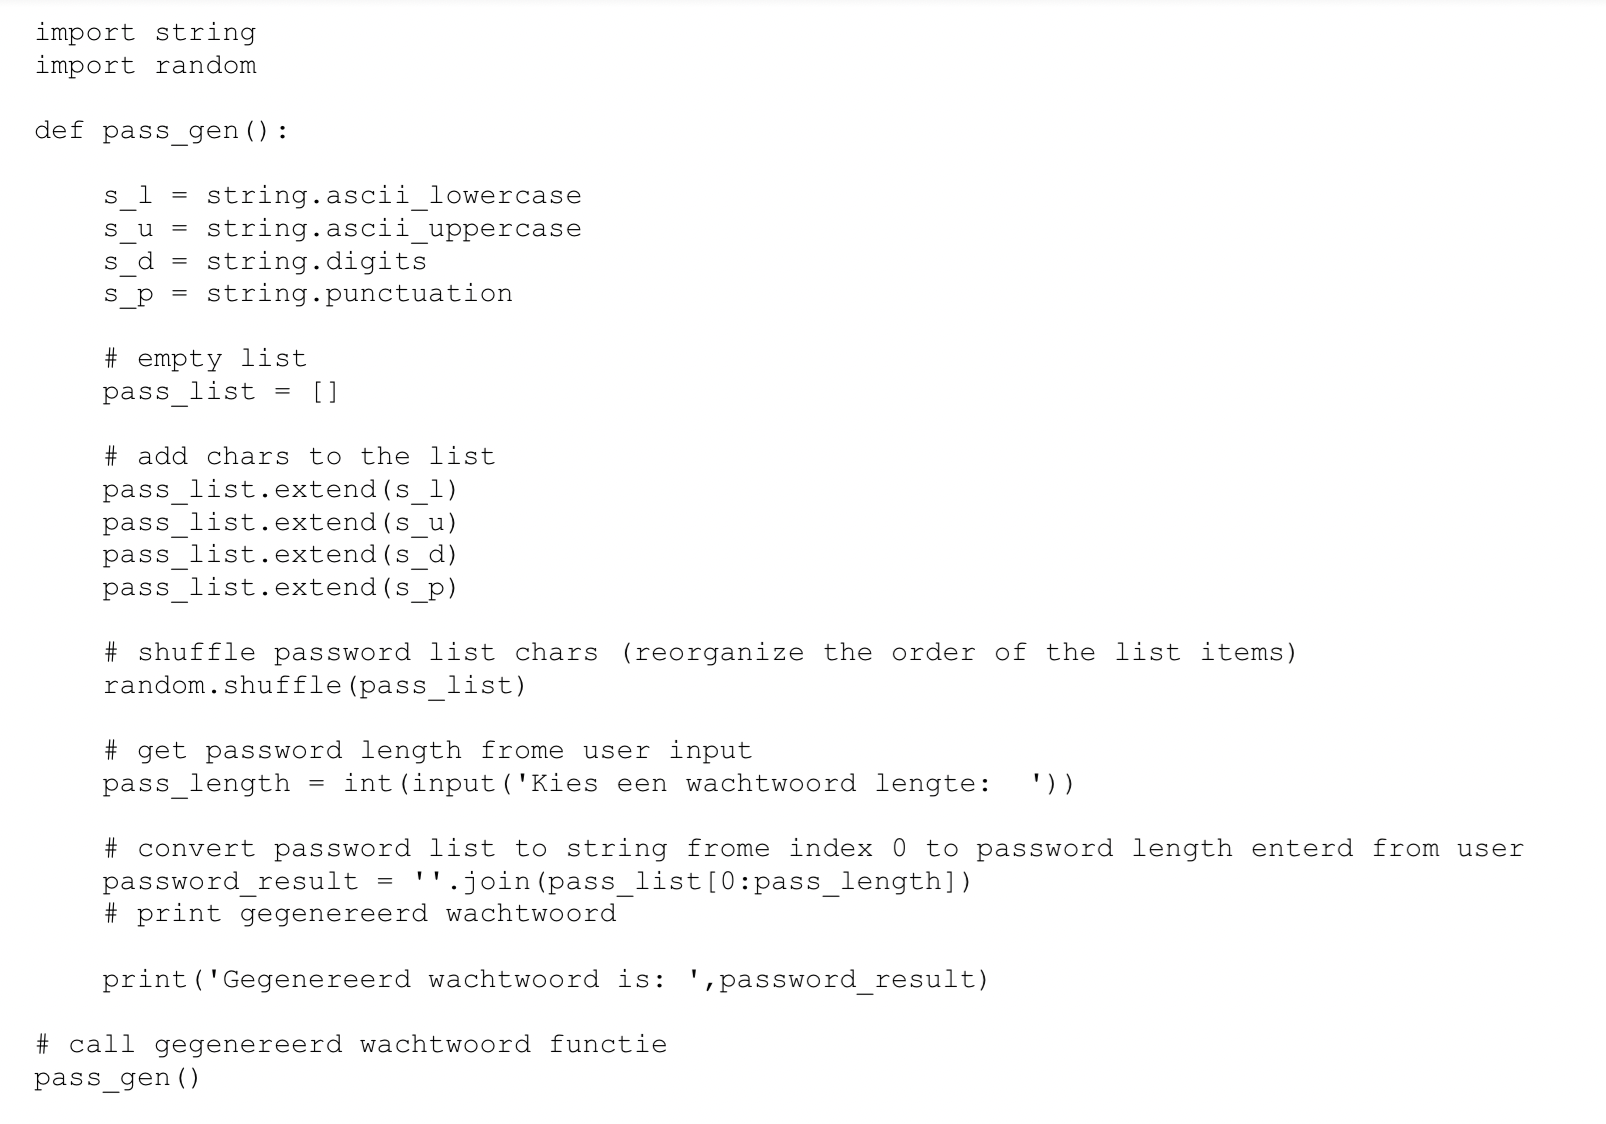 import string
import random
def pass_gen():
s_l = string.ascii_lowercase
s_u = string.ascii_uppercase
s_d = string.digits
s_p = string.punctuation
# empty list
pass_list = []
# add chars to the list
pass_list.extend(s_l)
pass_list.extend(s_u)
pass_list.extend(s_d)
pass_list.extend(s_p)
# shuffle password list chars (reorganize the order of the list items)
random.shuffle(pass_list)
# get password length frome user input
pass_length = int(input('Kies een wachtwoord lengte:  '))
# convert password list to string frome index 0 to password length enterd from user
password_result = ''.join(pass_list[0:pass_length])
# print gegenereerd wachtwoord
print('Gegenereerd wachtwoord is: ',password_result)
# call gegenereerd wachtwoord functie
pass_gen()